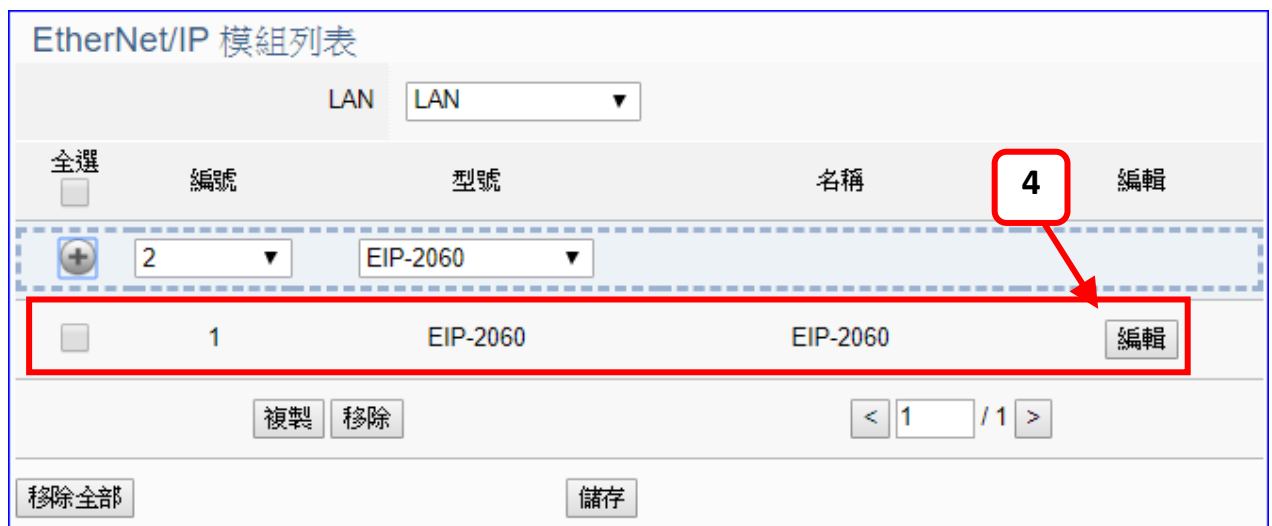 EtherNet/IP 模組列表
LAN LAN
全選 編號 型號 名稱 4 編輯
2 EIP-2060
1 EIP-2060 EIP-2060 編輯
複製 移除 < 1 / 1 >
移除全部 儲存